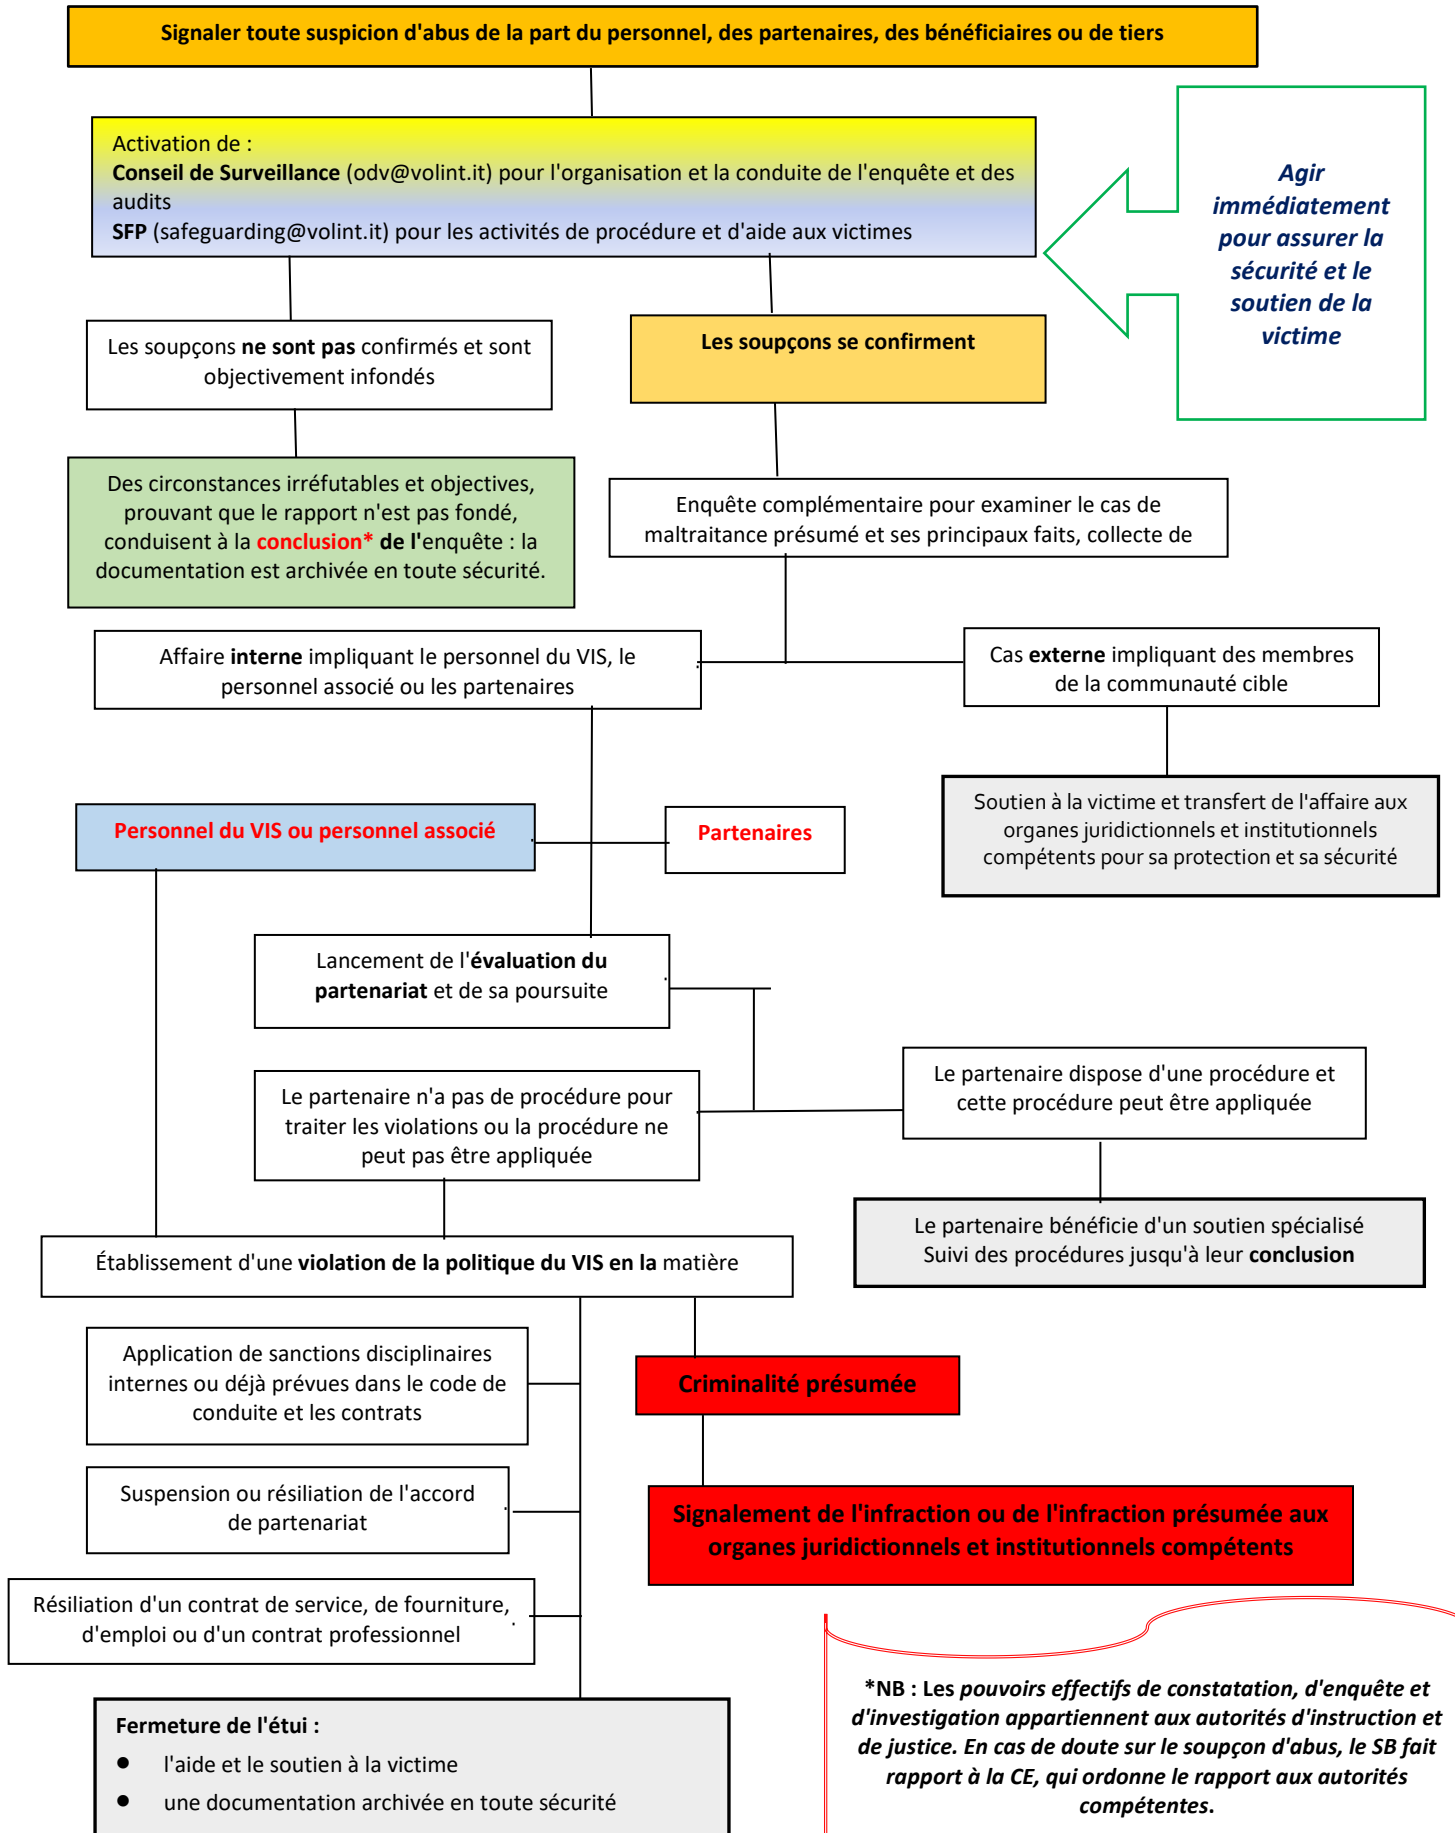 Signaler toute suspicion d'abus de la part du personnel, des partenaires, des bénéficiaires ou de tiers
Activation de :
Conseil de Surveillance (odv@volint.it) pour l'organisation et la conduite de l'enquête et des
audits
SFP (safeguarding@volint.it) pour les activités de procédure et d'aide aux victimes
Agir
immédiatement
pour assurer la
sécurité et le
soutien de la
victime
Les soupçons ne sont pas confirmés et sont
objectivement infondés
Les soupçons se confirment
Des circonstances irréfutables et objectives,
prouvant que le rapport n'est pas fondé,
conduisent à la conclusion* de l'enquête : la
documentation est archivée en toute sécurité.
Enquête complémentaire pour examiner le cas de
maltraitance présumé et ses principaux faits, collecte de
Affaire interne impliquant le personnel du VIS, le
personnel associé ou les partenaires
Cas externe impliquant des membres
de la communauté cible
Personnel du VIS ou personnel associé
Partenaires
Soutien à la victime et transfert de l'affaire aux
organes juridictionnels et institutionnels
compétents pour sa protection et sa sécurité
Lancement de l'évaluation du
partenariat et de sa poursuite
Le partenaire n'a pas de procédure pour
traiter les violations ou la procédure ne
peut pas être appliquée
Le partenaire dispose d'une procédure et
cette procédure peut être appliquée
Le partenaire bénéficie d'un soutien spécialisé
Suivi des procédures jusqu'à leur conclusion
Établissement d'une violation de la politique du VIS en la matière
Application de sanctions disciplinaires
internes ou déjà prévues dans le code de
conduite et les contrats
Criminalité présumée
Suspension ou résiliation de l'accord
de partenariat
Signalement de l'infraction ou de l'infraction présumée aux
organes juridictionnels et institutionnels compétents
Résiliation d'un contrat de service, de fourniture,
d'emploi ou d'un contrat professionnel
Fermeture de l'étui :
● l'aide et le soutien à la victime
● une documentation archivée en toute sécurité
*NB : Les pouvoirs effectifs de constatation, d'enquête et
d'investigation appartiennent aux autorités d'instruction et
de justice. En cas de doute sur le soupçon d'abus, le SB fait
rapport à la CE, qui ordonne le rapport aux autorités
compétentes.